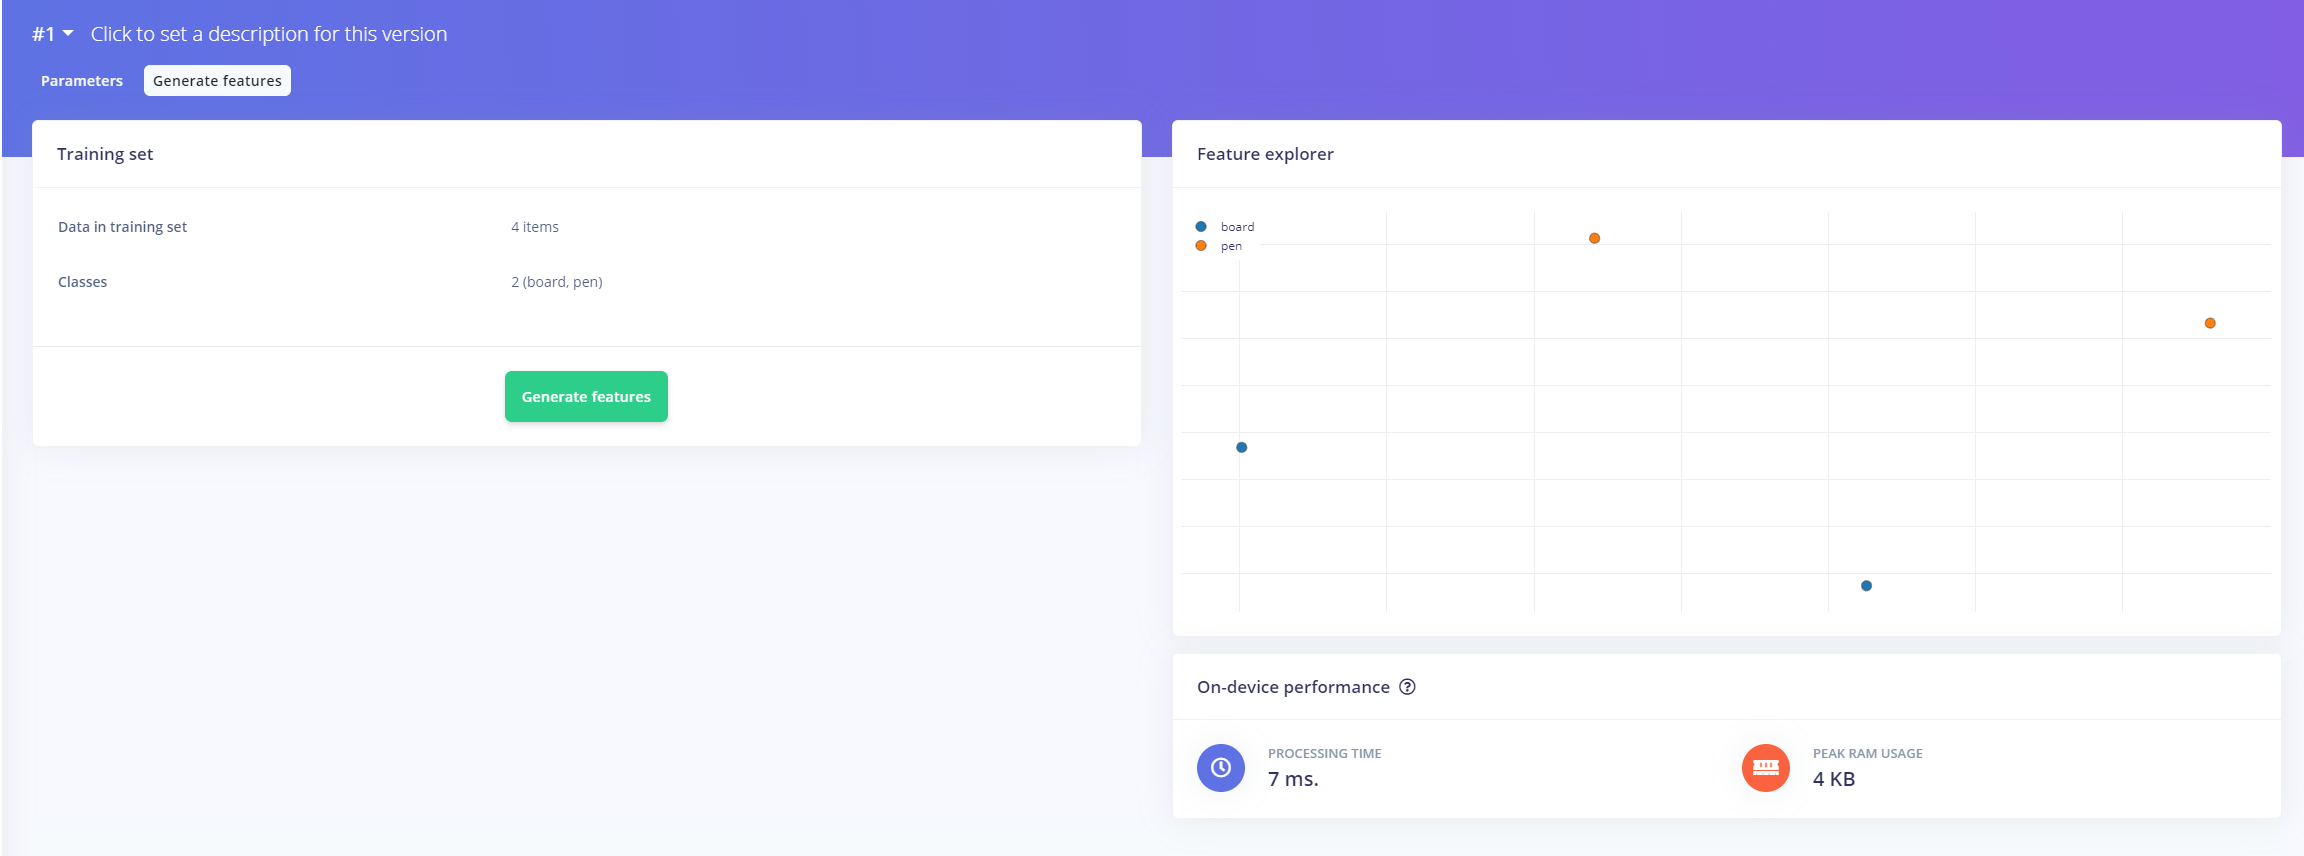 #1 Click to set a description for this version
Parameters Generate features
Training set
Data in training set 4 items
Classes 2 (board, pen)
Generate features
Feature explorer
board
pen
On-device performance
PROCESSING TIME
7 ms.
PEAK RAM USAGE
4 KB